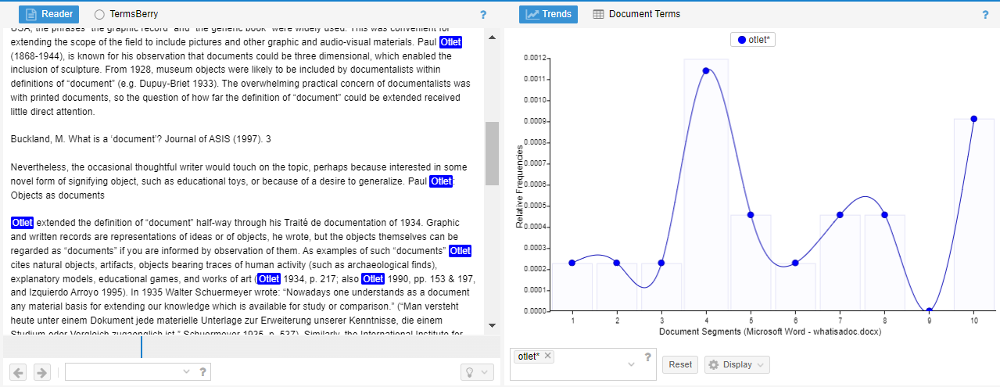 Reader
TermsBerry
?
USA, the phrases "the graphic record" and "the generic book" were widely used. This was convenient for
extending the scope of the field to include pictures and other graphic and audio-visual materials. Paul Otlet
(1868-1944), is known for his observation that documents could be three dimensional, which enabled the
inclusion of sculpture. From 1928, museum objects were likely to be included by documentalists within
definitions of “document” (e.g. Dupuy-Briet 1933). The overwhelming practical concern of documentalists was
with printed documents, so the question of how far the definition of “document” could be extended received
little direct attention.
Buckland, M. What is a ‘document’? Journal of ASIS (1997). 3
Nevertheless, the occasional thoughtful writer would touch on the topic, perhaps because interested in some
novel form of signifying object, such as educational toys, or because of a desire to generalize. Paul Otlet:
Objects as documents
Otlet extended the definition of “document” half-way through his Traité de documentation of 1934. Graphic
and written records are representations of ideas or of objects, he wrote, but the objects themselves can be
regarded as “documents” if you are informed by observation of them. As examples of such “documents” Otlet
cites natural objects, artifacts, objects bearing traces of human activity (such as archaeological finds),
explanatory models, educational games, and works of art (Otlet 1934, p. 217; also Otlet 1990, pp. 153 & 197,
and Izquierdo Arroyo 1995). In 1935 Walter Schuermeyer wrote: “Nowadays one understands as a document
any material basis for extending our knowledge which is available for study or comparison.” (“Man versteht
heute unter einem Dokument jede materielle Unterlage zur Erweiterung unserer Kenntnisse, die einem
Studium oder Vergleich zugaenglich ist.” Schuermeyer 1935, p. 537). Similarly, the International Institute for
?
Trends
Document Terms
?
otlet*
0.0012
0.0011
0.0010
0.0009
0.0008
0.0007
0.0006
0.0005
0.0004
0.0003
0.0002
0.0001
0.0000
Relative Frequencies
1 2 3 4 5 6 7 8 9 10
Document Segments (Microsoft Word - whatisadoc.docx)
otlet* ×
?
Reset
Display